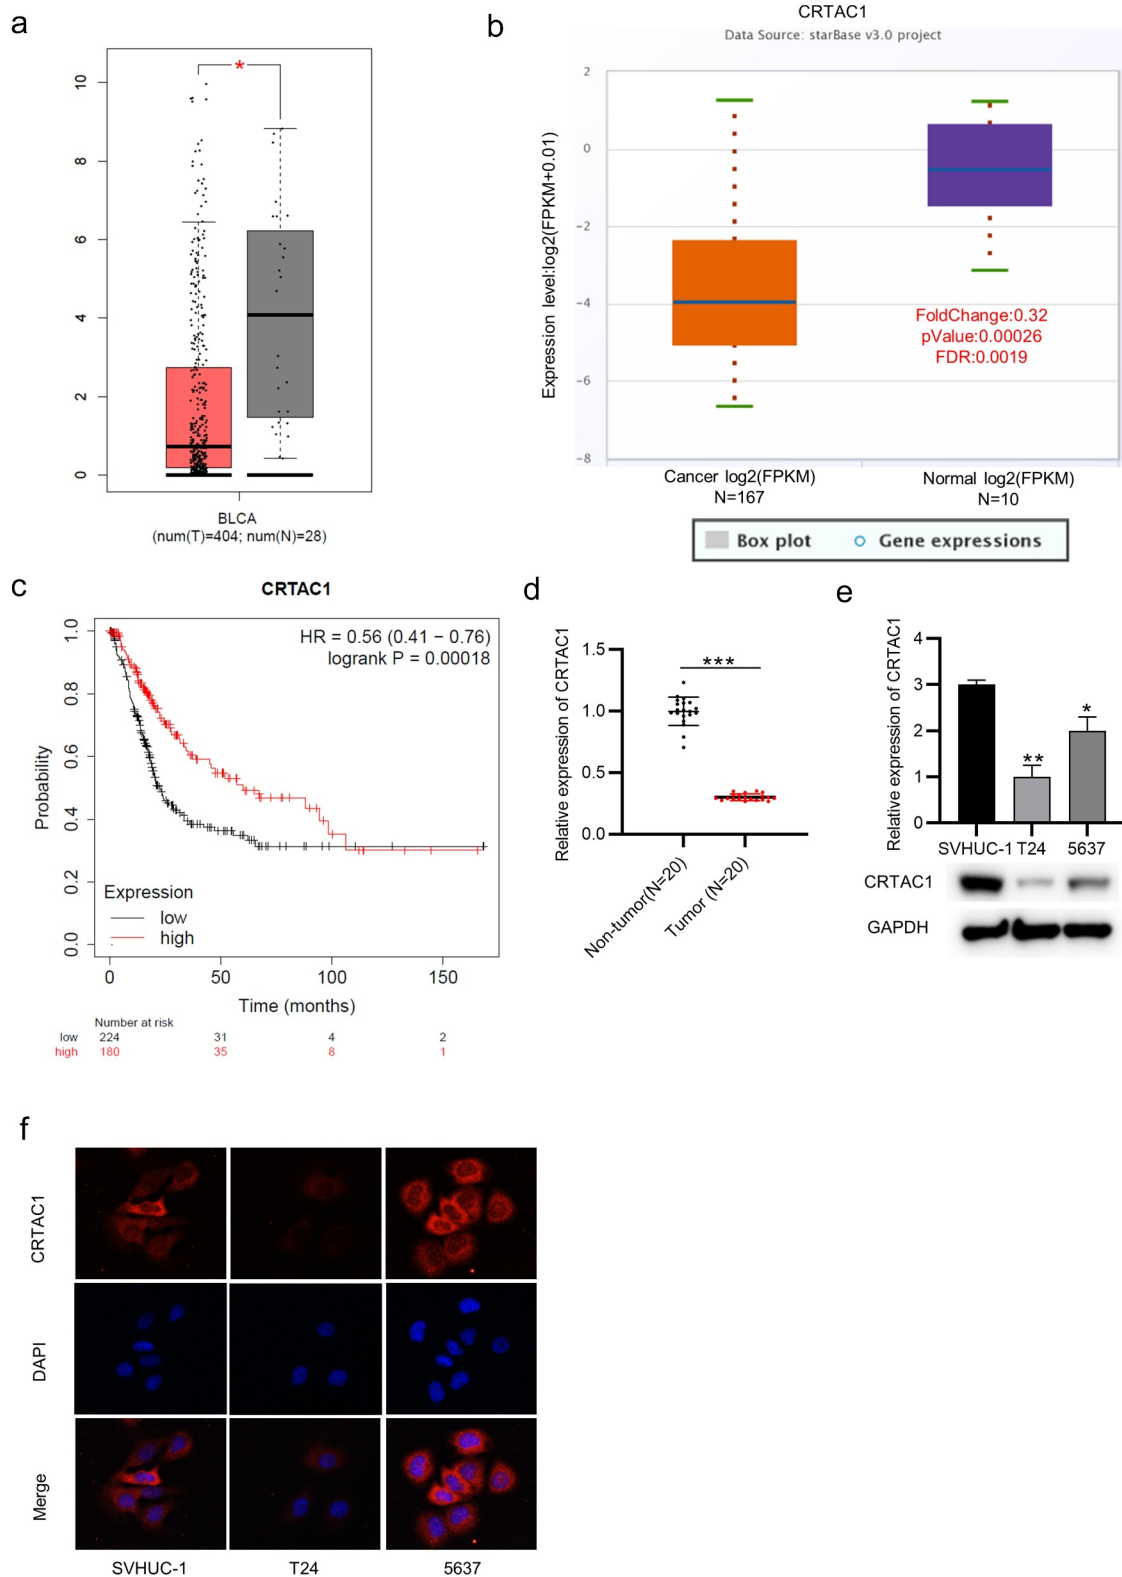 a
*
10
8
6
4
2
0
BLCA
(num(T)=404; num(N)=28)
b
CRTAC1
Data Source: starBase v3.0 project
Expression level:log2(FPKM+0.01)
2
0
−2
−4
−6
−8
FoldChange:0.32
pValue:0.00026
FDR:0.0019
Cancer log2(FPKM)
N=167
Normal log2(FPKM)
N=10
Box plot
Gene expressions
c
CRTAC1
HR = 0.56 (0.41 − 0.76)
logrank P = 0.00018
Probability
1.0
0.8
0.6
0.4
0.2
0.0
Expression
low
high
0 50 100 150
Time (months)
Number at risk
low 224 31 4 2
high 180 35 8 1
d
Relative expression of CRTAC1
1.5
1.0
0.5
0.0
***
Non-tumor(N=20)
Tumor (N=20)
e
Relative expression of CRTAC1
4
3
2
1
0
**
*
SVHUC-1 T24 5637
CRTAC1
GAPDH
f
CRTAC1
DAPI
Merge
SVHUC-1 T24 5637